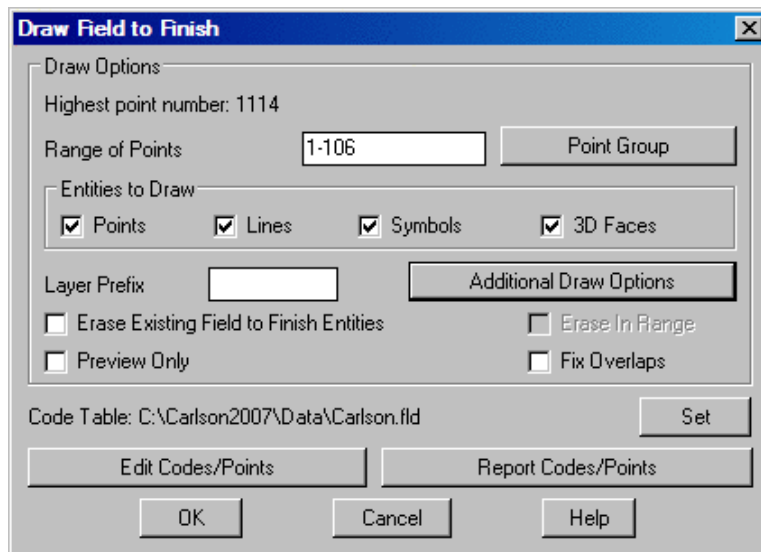 Draw Field to Finish
Draw Options
Highest point number: 1114
Range of Points 1-106 Point Group
Entities to Draw
Points Lines Symbols 3D Faces
Layer Prefix Additional Draw Options
Erase Existing Field to Finish Entities Erase In Range
Preview Only Fix Overlaps
Code Table: C:\Carlson2007\Data\Carlson.fld Set
Edit Codes/Points Report Codes/Points
OK Cancel Help